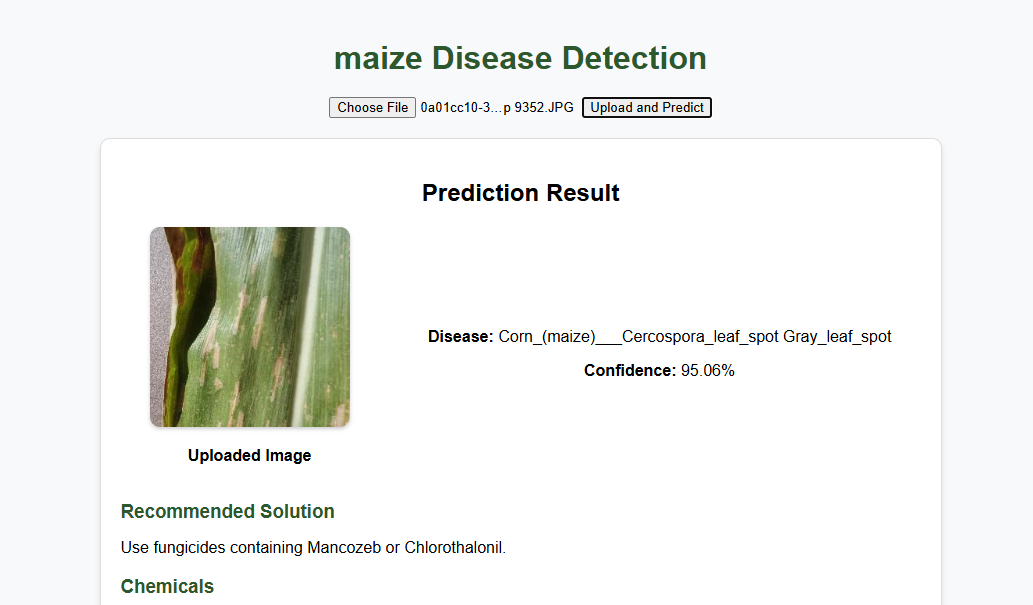 maize Disease Detection
Choose File 0a01cc10-3...p 9352.JPG Upload and Predict
Prediction Result
Disease: Corn_(maize)___Cercospora_leaf_spot Gray_leaf_spot
Confidence: 95.06%
Uploaded Image
Recommended Solution
Use fungicides containing Mancozeb or Chlorothalonil.
Chemicals